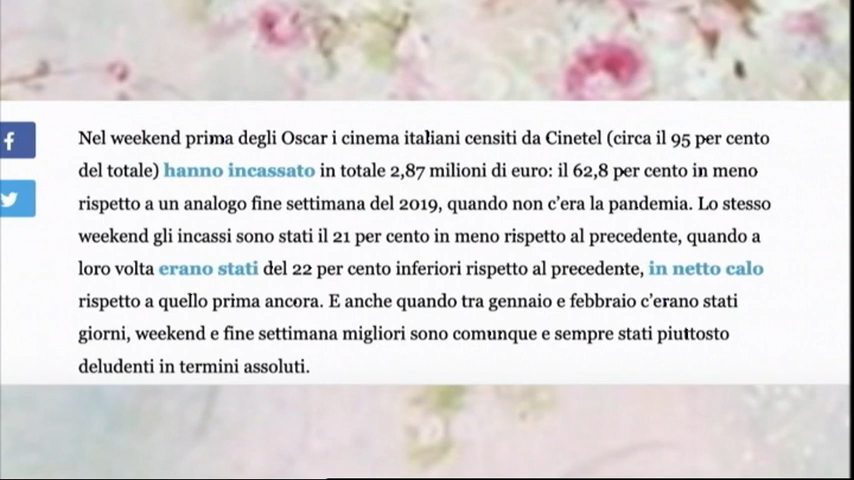 Nel weekend prima degli Oscar i cinema italiani censiti da Cinetel (circa il 95 per cento
del totale) hanno incassato in totale 2,87 milioni di euro: il 62,8 per cento in meno
rispetto a un analogo fine settimana del 2019, quando non c'era la pandemia. Lo stesso
weekend gli incassi sono stati il 21 per cento in meno rispetto al precedente, quando a
loro volta erano stati del 22 per cento inferiori rispetto al precedente, in netto calo
rispetto a quello prima ancora. E anche quando tra gennaio e febbraio c'erano stati
giorni, weekend e fine settimana migliori sono comunque e sempre stati piuttosto
deludenti in termini assoluti.